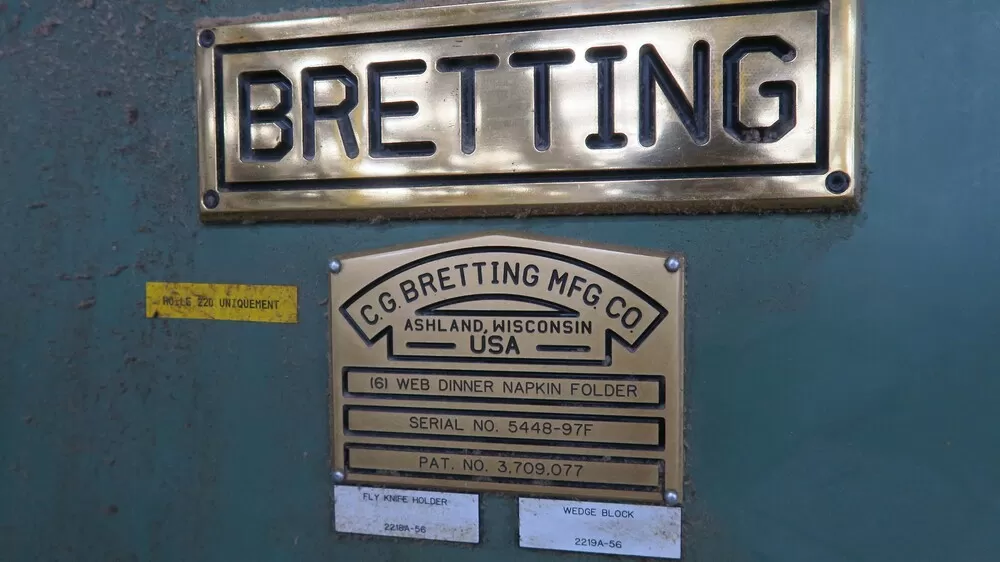 BRETTING
C.G. BRETTING MFG. CO.
ASHLAND, WISCONSIN
USA
HUILE 220 UNIQUEMENT
(6) WEB DINNER NAPKIN FOLDER
SERIAL NO. 5448-97F
PAT. NO. 3,709,077
FLY KNIFE HOLDER
2218A-56
WEDGE BLOCK
2219A-56